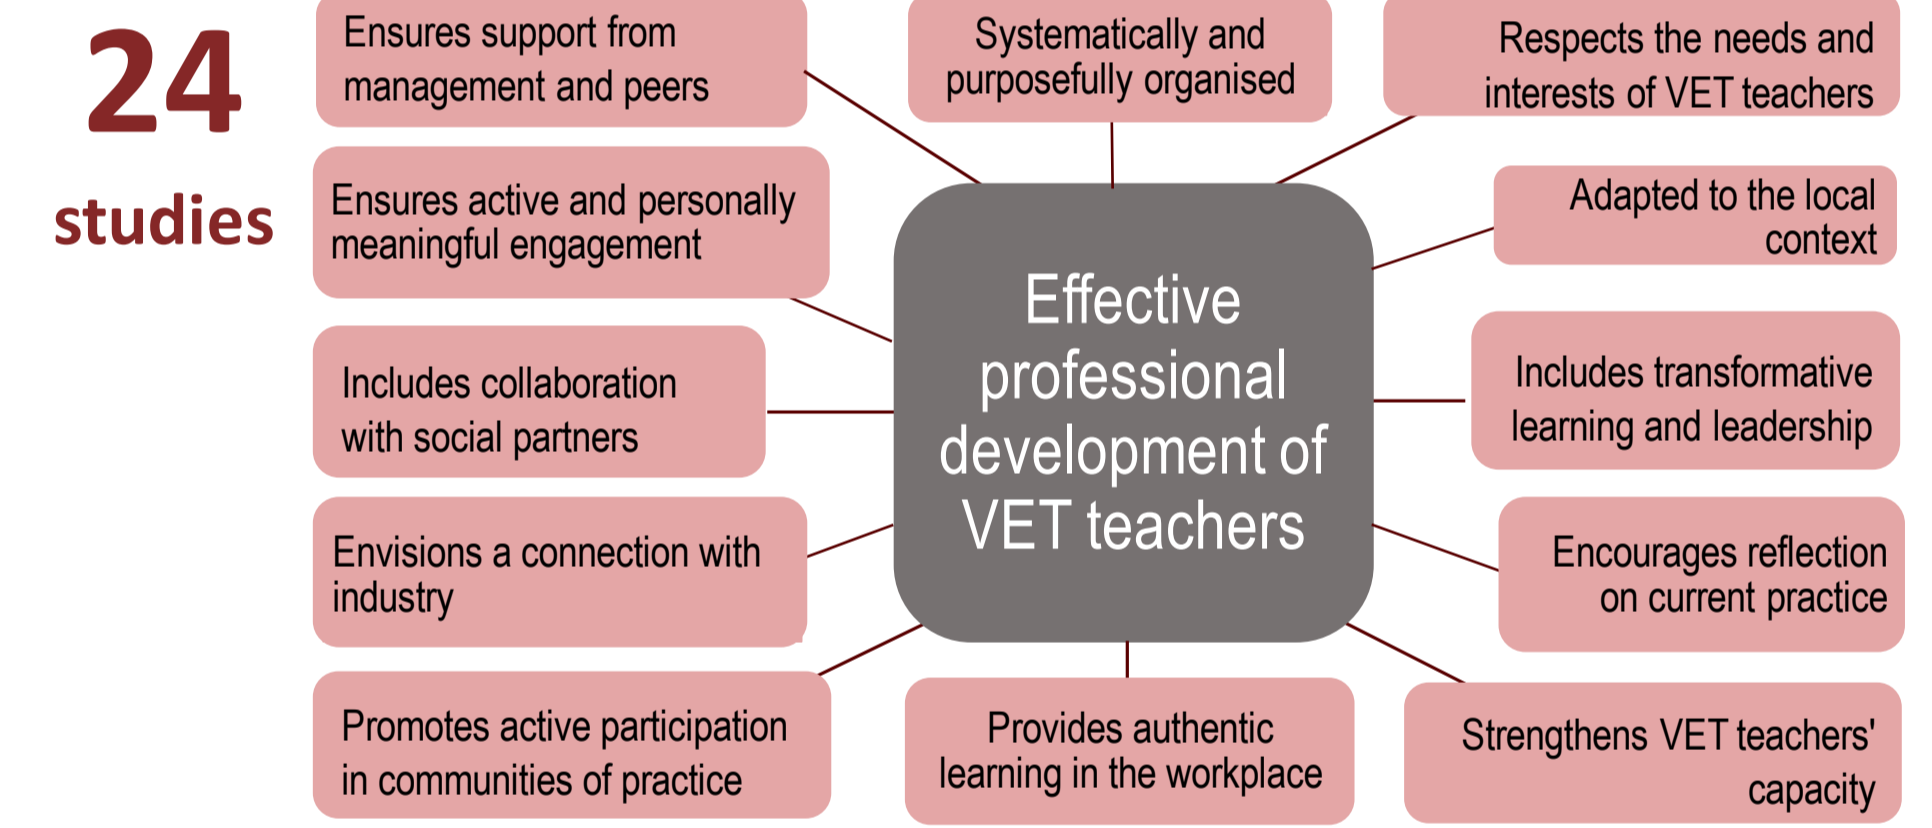 24
studies
Ensures support from
management and peers
Systematically and
purposefully organised
Respects the needs and
interests of VET teachers
Ensures active and personally
meaningful engagement
Adapted to the local
context
Effective
professional
development of
VET teachers
Includes collaboration
with social partners
Includes transformative
learning and leadership
Envisions a connection with
industry
Encourages reflection
on current practice
Promotes active participation
in communities of practice
Provides authentic
learning in the workplace
Strengthens VET teachers'
capacity